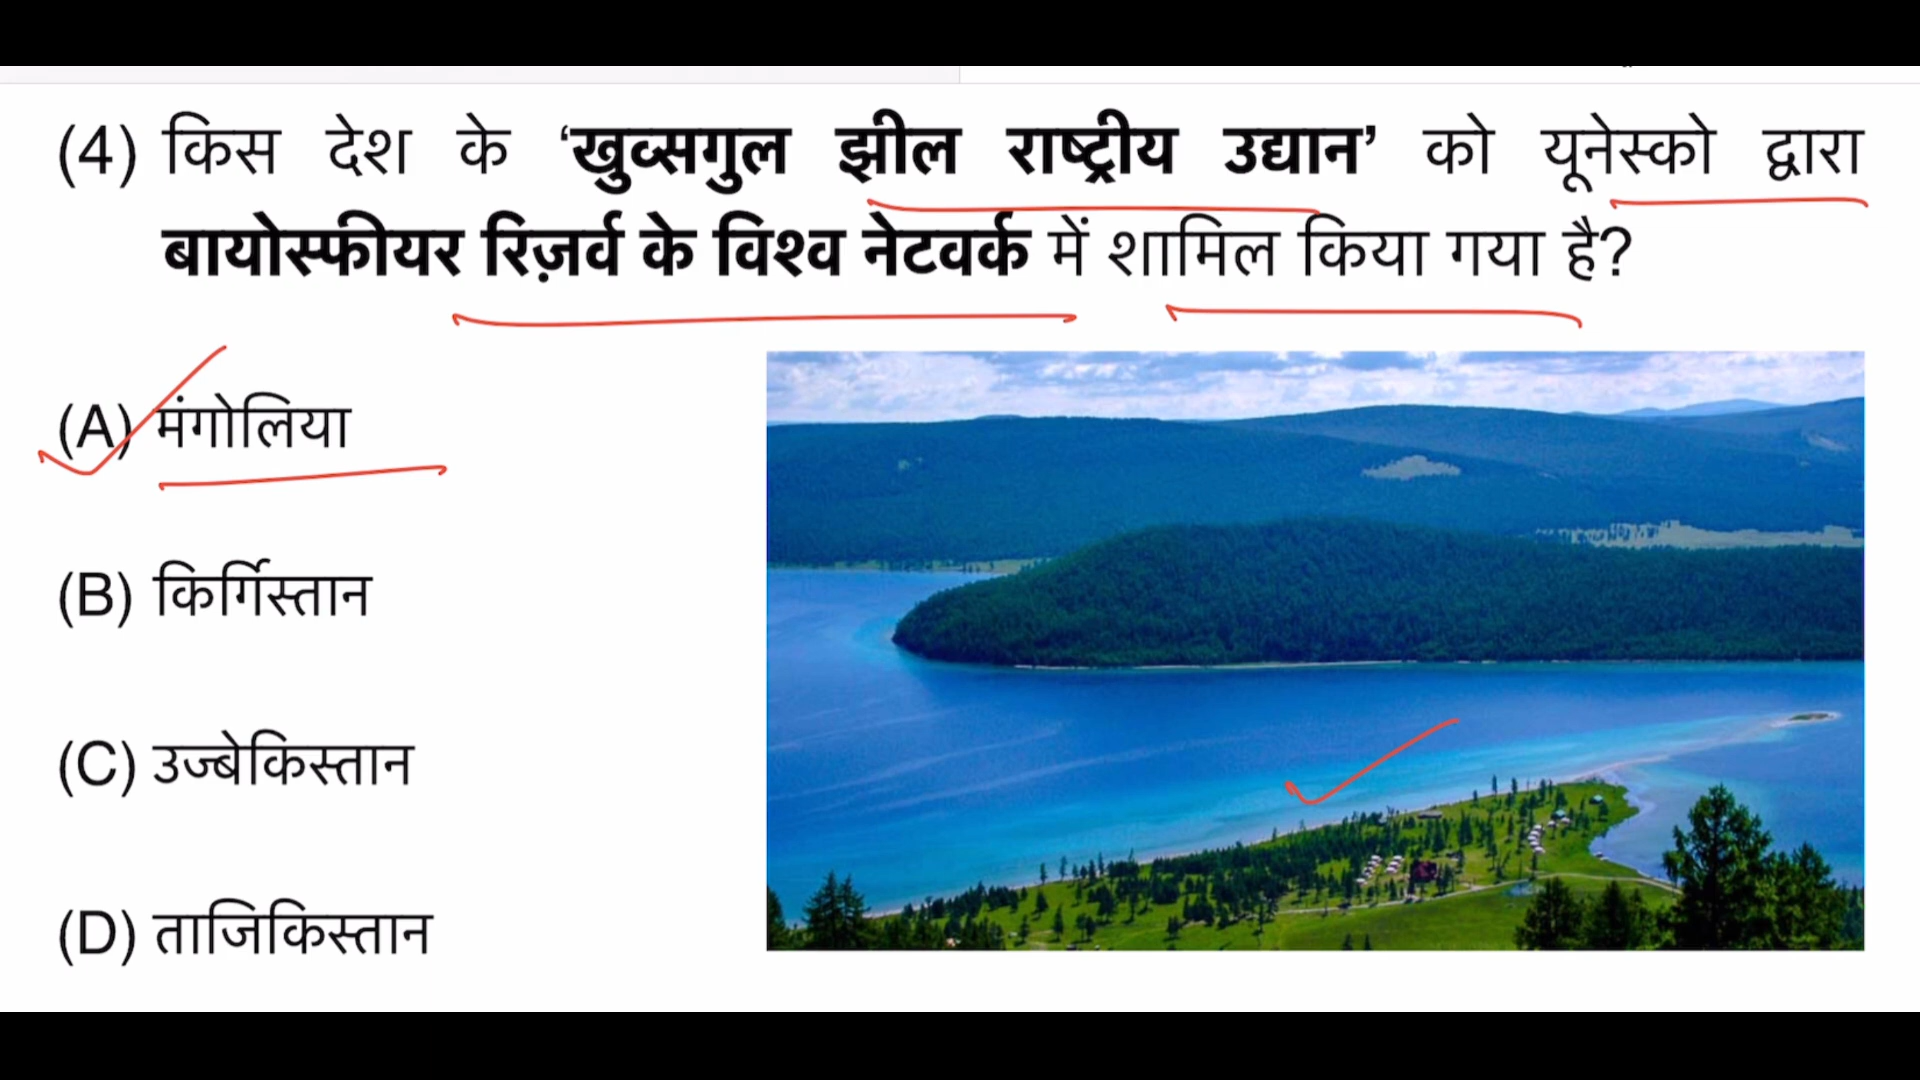 (4) किस देश के ‘खुव्सगुल झील राष्ट्रीय उद्यान’ को यूनेस्को द्वारा
बायोस्फीयर रिज़र्व के विश्व नेटवर्क में शामिल किया गया है?
(A) मंगोलिया
(B) किर्गिस्तान
(C) उज्बेकिस्तान
(D) ताजिकिस्तान